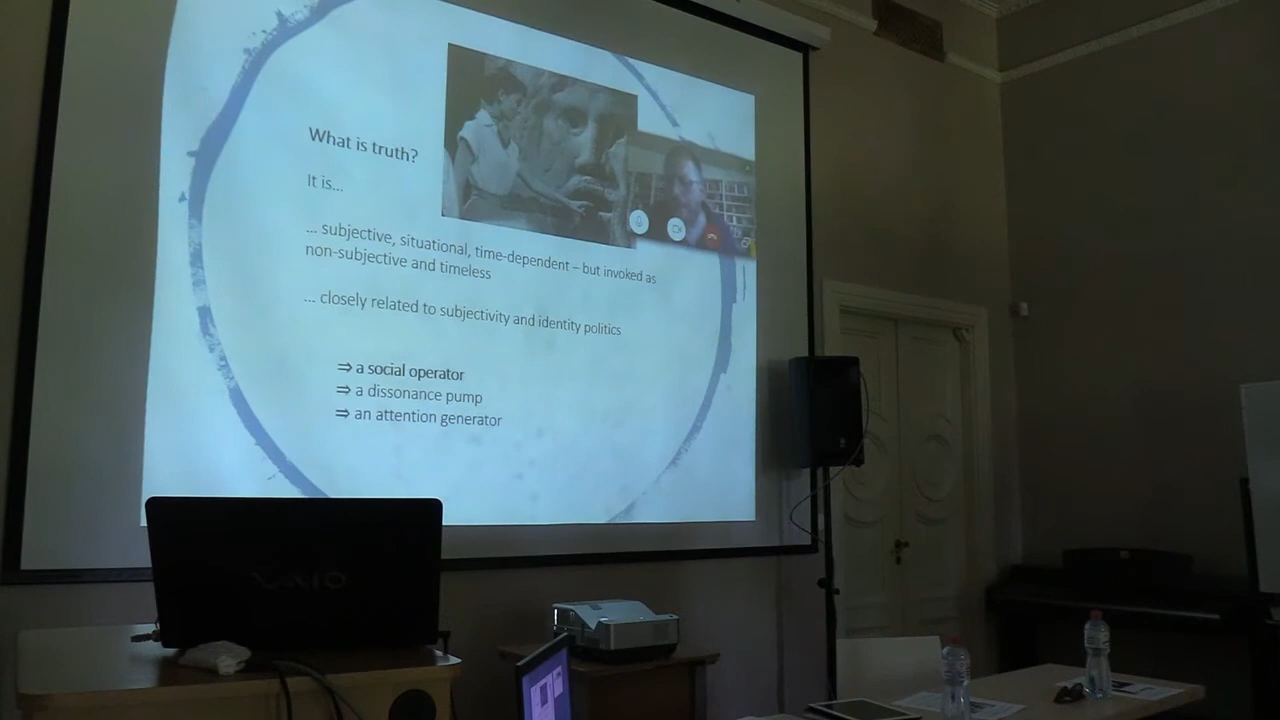 What is truth?
It is...
... subjective, situational, time-dependent – but invoked as
non-subjective and timeless
... closely related to subjectivity and identity politics
⇒ a social operator
⇒ a dissonance pump
⇒ an attention generator
VAIO